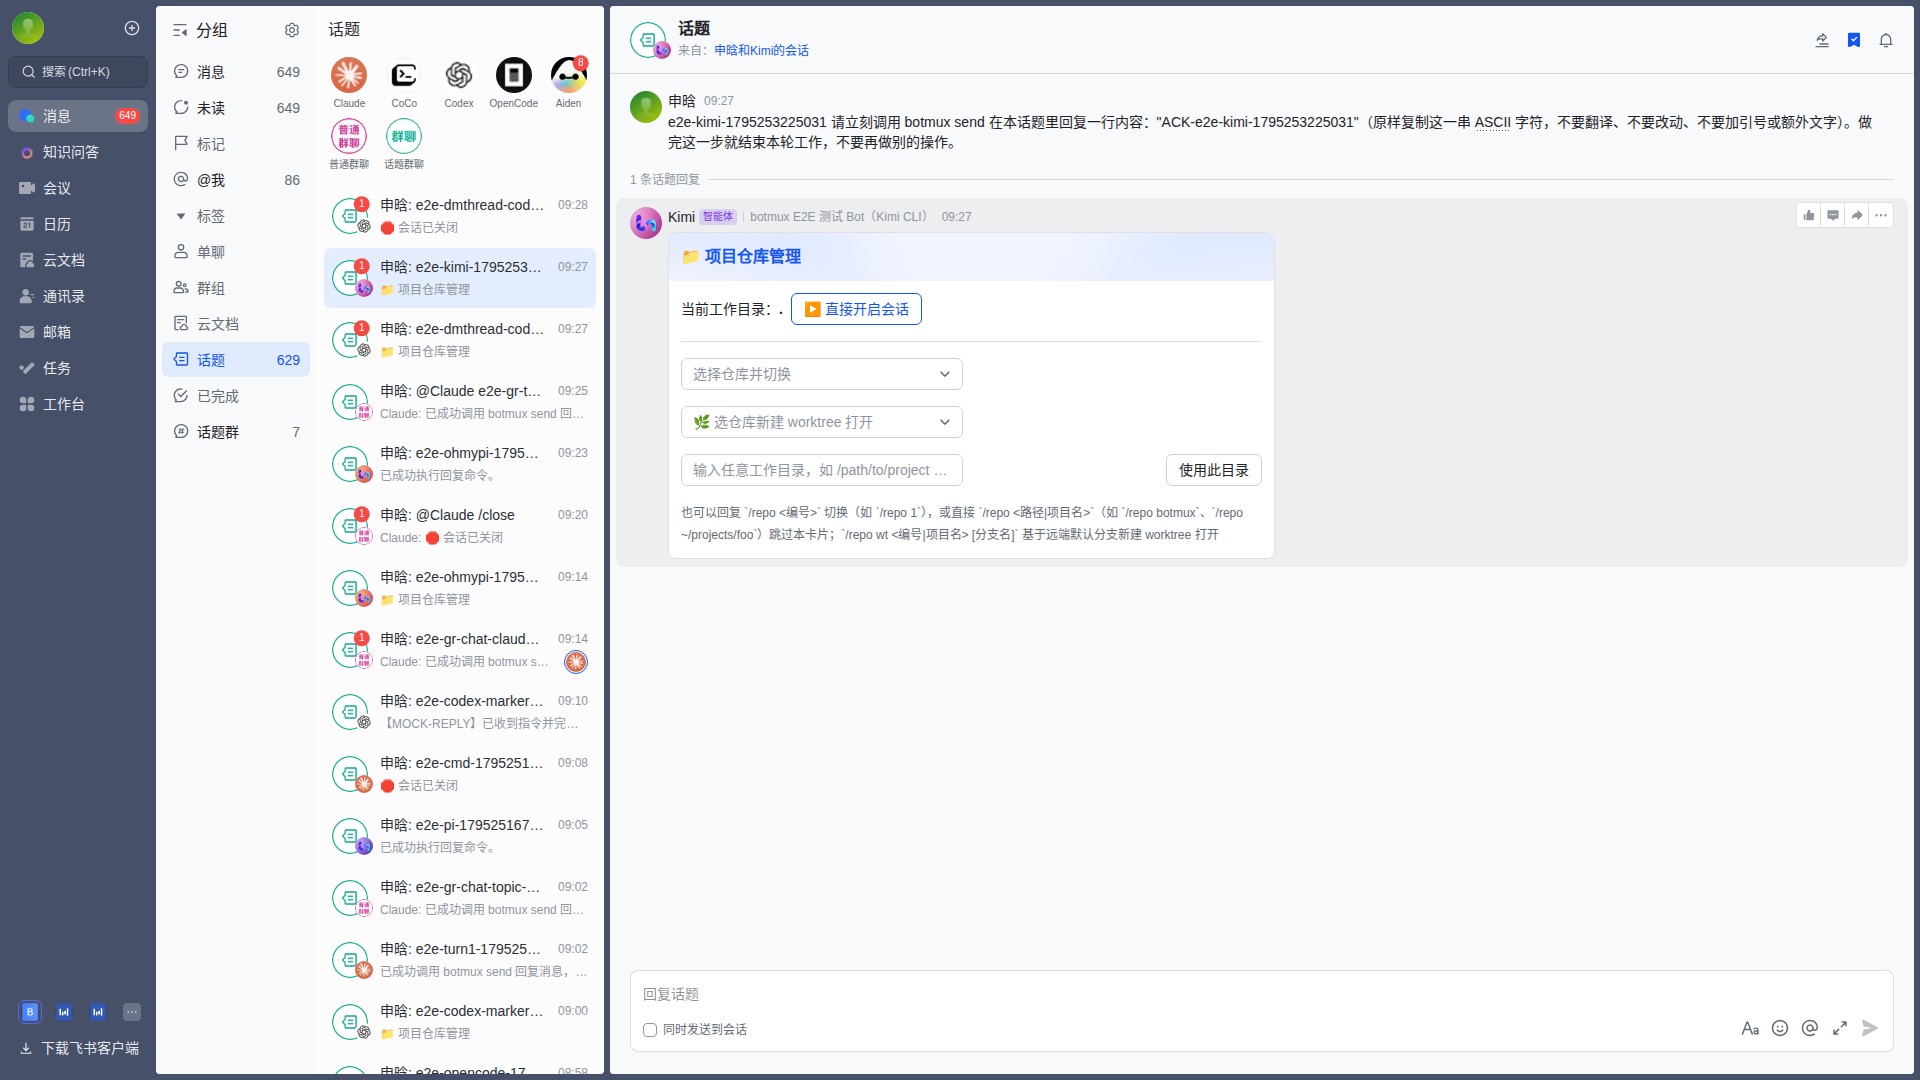 搜索 (Ctrl+K)
消息
649
知识问答
会议
日历
云文档
通讯录
邮箱
任务
工作台
下载飞书客户端
分组
消息 649
未读 649
标记
@我 86
标签
单聊
群组
云文档
话题 629
已完成
话题群 7
话题
8
Claude
CoCo
Codex
OpenCode
Aiden
普通
群聊
群聊
普通群聊
话题群聊
1
申晗: e2e-dmthread-cod… 09:28
🛑 会话已关闭
1
申晗: e2e-kimi-1795253… 09:27
📁 项目仓库管理
1
申晗: e2e-dmthread-cod… 09:27
📁 项目仓库管理
申晗: @Claude e2e-gr-t… 09:25
Claude: 已成功调用 botmux send 回…
申晗: e2e-ohmypi-1795… 09:23
已成功执行回复命令。
1
申晗: @Claude /close 09:20
Claude: 🛑 会话已关闭
申晗: e2e-ohmypi-1795… 09:14
📁 项目仓库管理
1
申晗: e2e-gr-chat-claud… 09:14
Claude: 已成功调用 botmux s…
申晗: e2e-codex-marker… 09:10
【MOCK-REPLY】已收到指令并完…
申晗: e2e-cmd-1795251… 09:08
🛑 会话已关闭
申晗: e2e-pi-179525167… 09:05
已成功执行回复命令。
申晗: e2e-gr-chat-topic-… 09:02
Claude: 已成功调用 botmux send 回…
申晗: e2e-turn1-179525… 09:02
已成功调用 botmux send 回复消息，…
申晗: e2e-codex-marker… 09:00
📁 项目仓库管理
申晗: e2e-opencode-17… 08:58
话题
来自：申晗和Kimi的会话
申晗 09:27
e2e-kimi-1795253225031 请立刻调用 botmux send 在本话题里回复一行内容："ACK-e2e-kimi-1795253225031"（原样复制这一串 ASCII 字符，不要翻译、不要改动、不要加引号或额外文字）。做
完这一步就结束本轮工作，不要再做别的操作。
1 条话题回复
Kimi 智能体 | botmux E2E 测试 Bot（Kimi CLI） 09:27
📁 项目仓库管理
当前工作目录：. ▶️ 直接开启会话
选择仓库并切换
🌿 选仓库新建 worktree 打开
输入任意工作目录，如 /path/to/project … 使用此目录
也可以回复 `/repo <编号>` 切换（如 `/repo 1`），或直接 `/repo <路径|项目名>`（如 `/repo botmux`、`/repo
~/projects/foo`）跳过本卡片；`/repo wt <编号|项目名> [分支名]` 基于远端默认分支新建 worktree 打开
回复话题
同时发送到会话